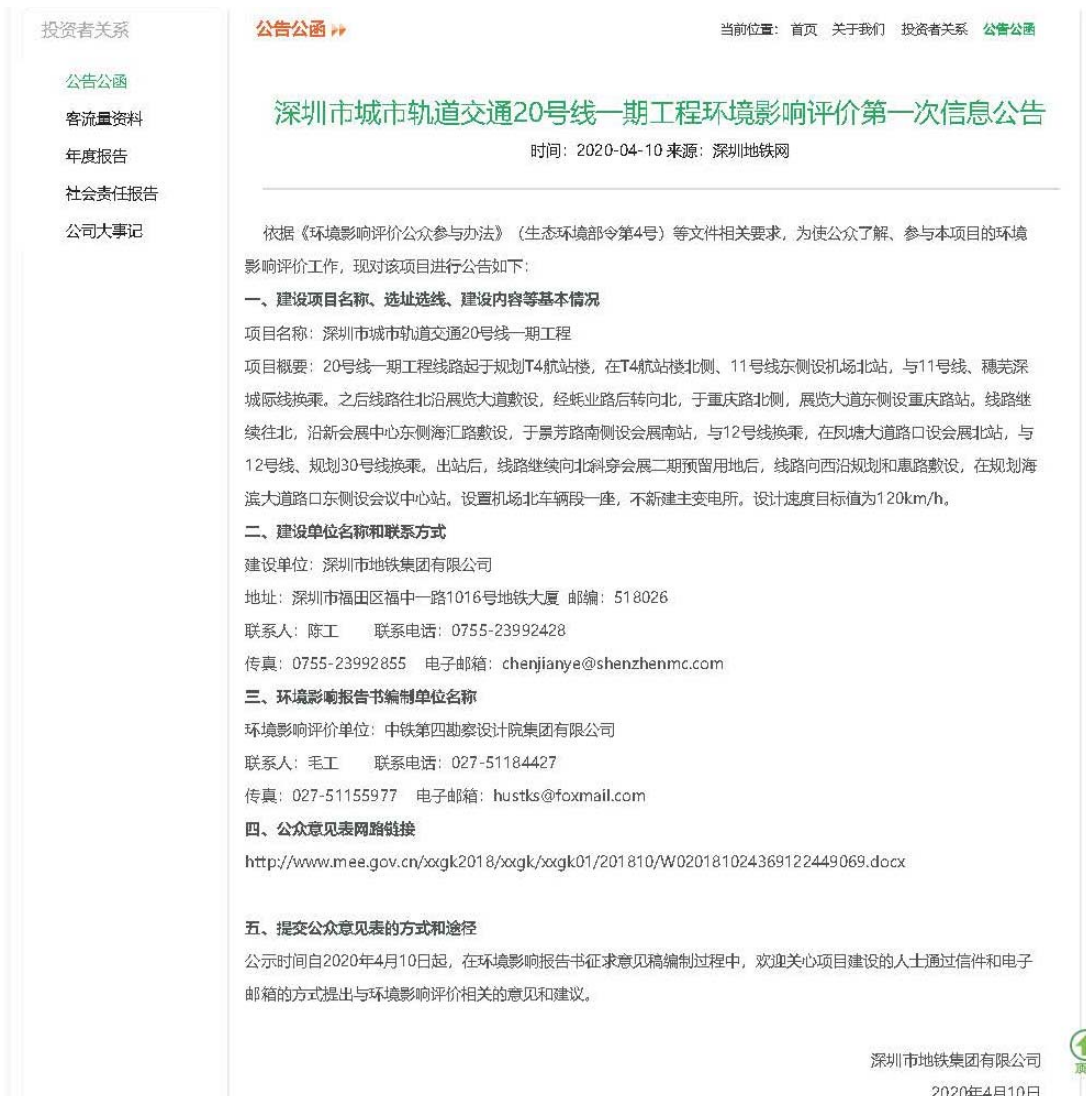 投资者关系
公告公函
客流量资料
年度报告
社会责任报告
公司大事记
公告公函
当前位置： 首页 关于我们 投资者关系 公告公函
深圳市城市轨道交通20号线一期工程环境影响评价第一次信息公告
时间：2020-04-10 来源：深圳地铁网
依据《环境影响评价公众参与办法》（生态环境部令第4号）等文件相关要求，为使公众了解、参与本项目的环境
影响评价工作，现对该项目进行公告如下：
一、建设项目名称、选址选线、建设内容等基本情况
项目名称：深圳市城市轨道交通20号线一期工程
项目概要：20号线一期工程线路起于规划T4航站楼，在T4航站楼北侧、11号线东侧设机场北站，与11号线、穗莞深
城际线换乘。之后线路往北沿展览大道敷设，经蚝业路后转向北，于重庆路北侧，展览大道东侧设重庆路站。线路继
续往北，沿新会展中心东侧海汇路敷设，于景芳路南侧设会展南站，与12号线换乘，在凤塘大道路口设会展北站，与
12号线、规划30号线换乘。出站后，线路继续向北斜穿会展二期预留用地后，线路向西沿规划和惠路敷设，在规划海
滨大道路口东侧设会议中心站。设置机场北车辆段一座，不新建主变电所。设计速度目标值为120km/h。
二、建设单位名称和联系方式
建设单位：深圳市地铁集团有限公司
地址：深圳市福田区福中一路1016号地铁大厦 邮编：518026
联系人：陈工 联系电话：0755-23992428
传真：0755-23992855 电子邮箱：chenjianye@shenzhenmc.com
三、环境影响报告书编制单位名称
环境影响评价单位：中铁第四勘察设计院集团有限公司
联系人：毛工 联系电话：027-51184427
传真：027-51155977 电子邮箱：hustks@foxmail.com
四、公众意见表网路链接
http://www.mee.gov.cn/xxgk2018/xxgk/xxgk01/201810/W020181024369122449069.docx
五、提交公众意见表的方式和途径
公示时间自2020年4月10日起，在环境影响报告书征求意见稿编制过程中，欢迎关心项目建设的人士通过信件和电子
邮箱的方式提出与环境影响评价相关的意见和建议。
深圳市地铁集团有限公司
2020年4月10日